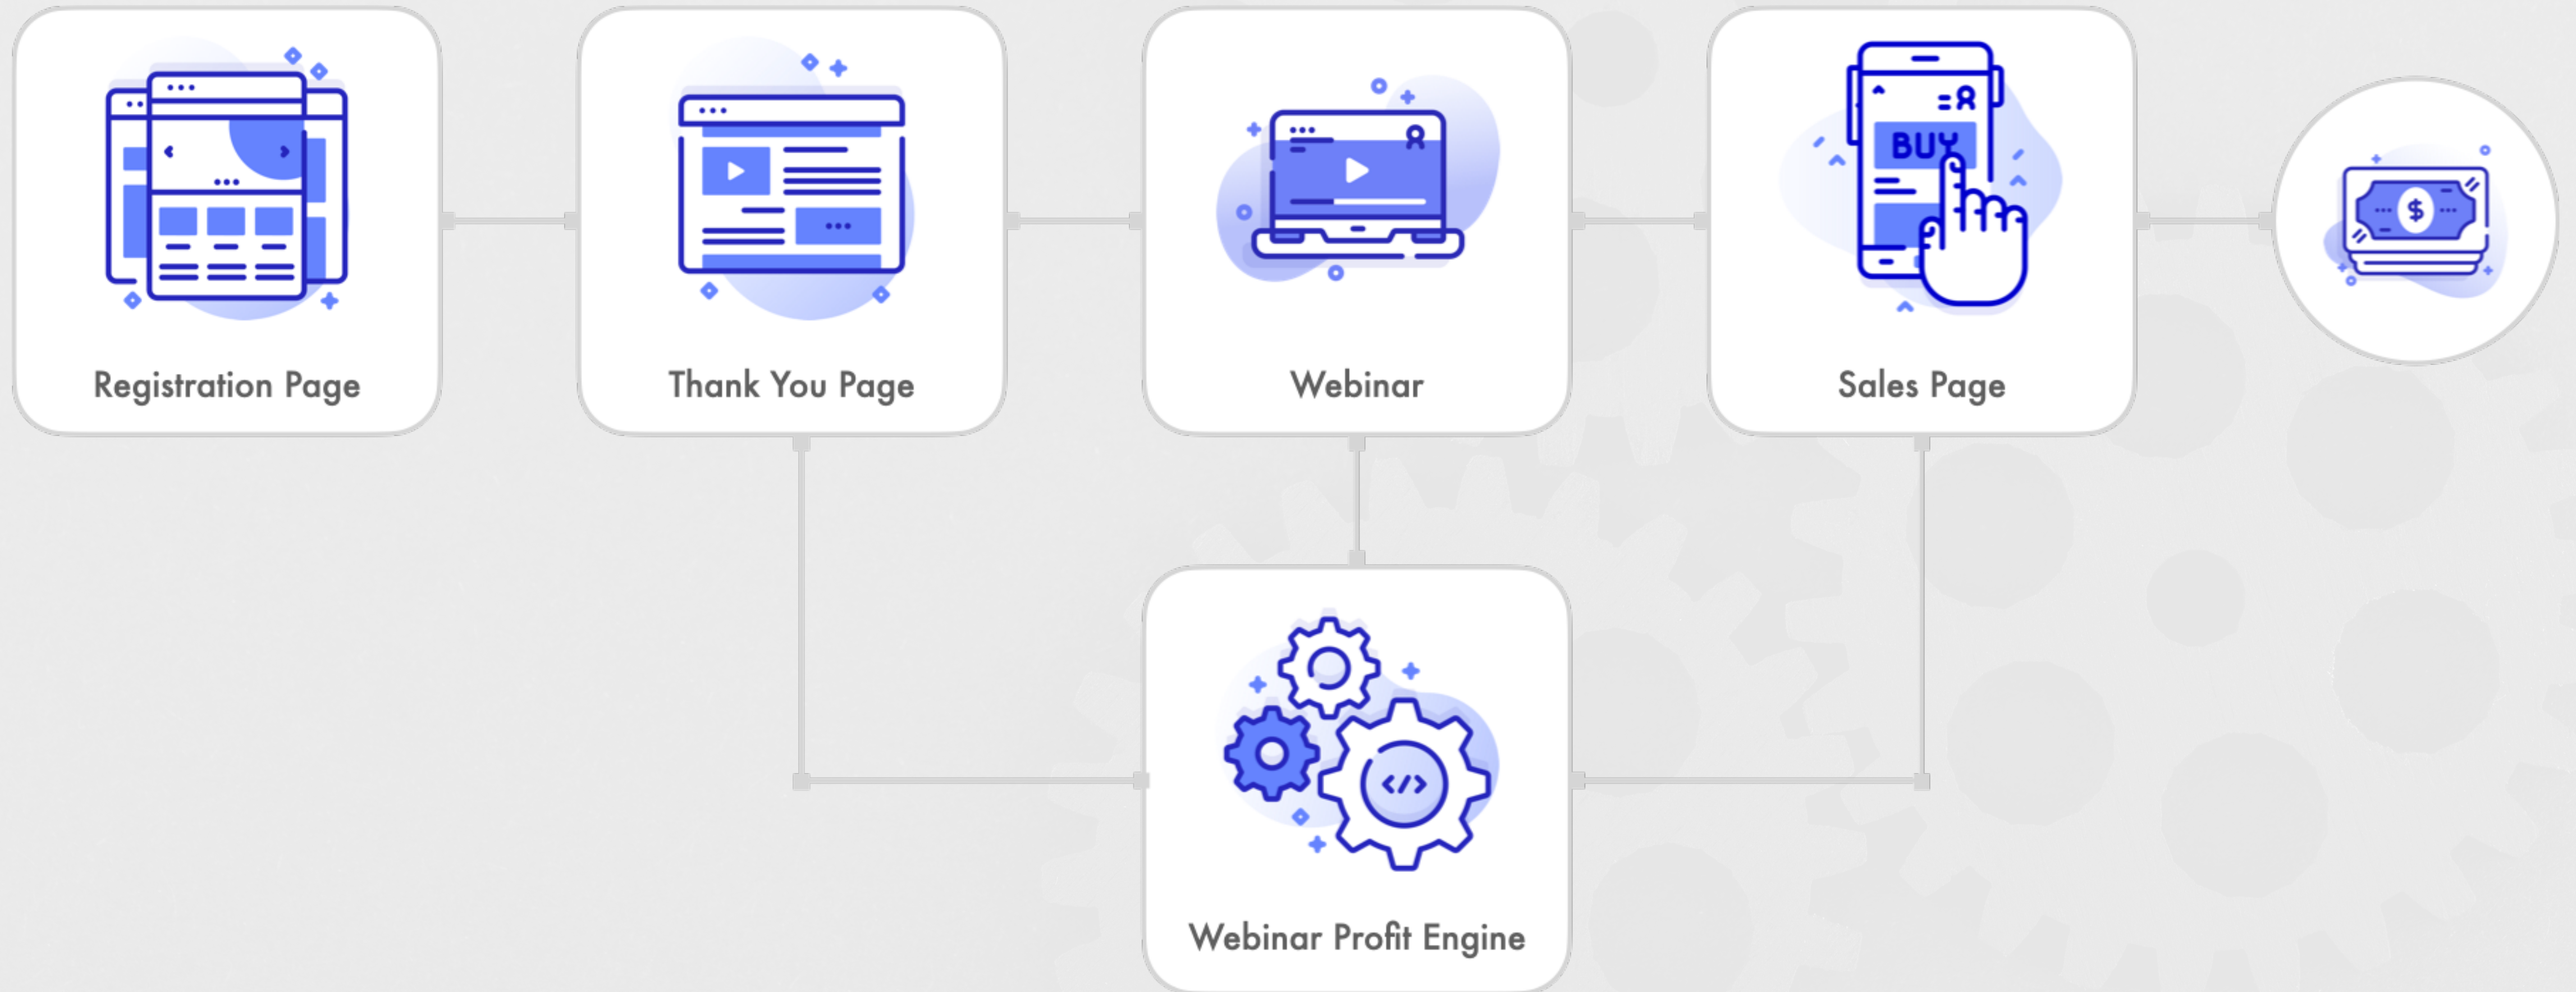 BUY
$
</>
Registration Page
Thank You Page
Webinar
Sales Page
Webinar Profit Engine